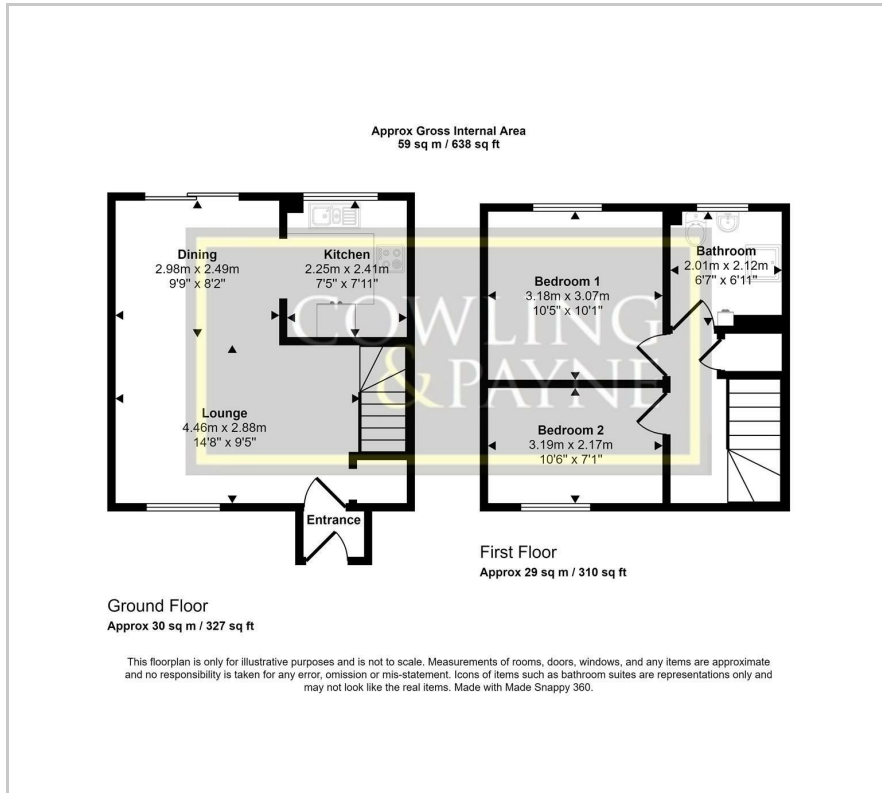 Approx Gross Internal Area
59 sq m / 638 sq ft
Dining
2.98m x 2.49m
9'9" x 8'2"
Kitchen
2.25m x 2.41m
7'5" x 7'11"
Lounge
4.46m x 2.88m
14'8" x 9'5"
Entrance
Ground Floor
Approx 30 sq m / 327 sq ft
Bedroom 1
3.18m x 3.07m
10'5" x 10'1"
Bathroom
2.01m x 2.12m
6'7" x 6'11"
Bedroom 2
3.19m x 2.17m
10'6" x 7'1"
First Floor
Approx 29 sq m / 310 sq ft
COWLING
&PAYNE
This floorplan is only for illustrative purposes and is not to scale. Measurements of rooms, doors, windows, and any items are approximate
and no responsibility is taken for any error, omission or mis-statement. Icons of items such as bathroom suites are representations only and
may not look like the real items. Made with Made Snappy 360.